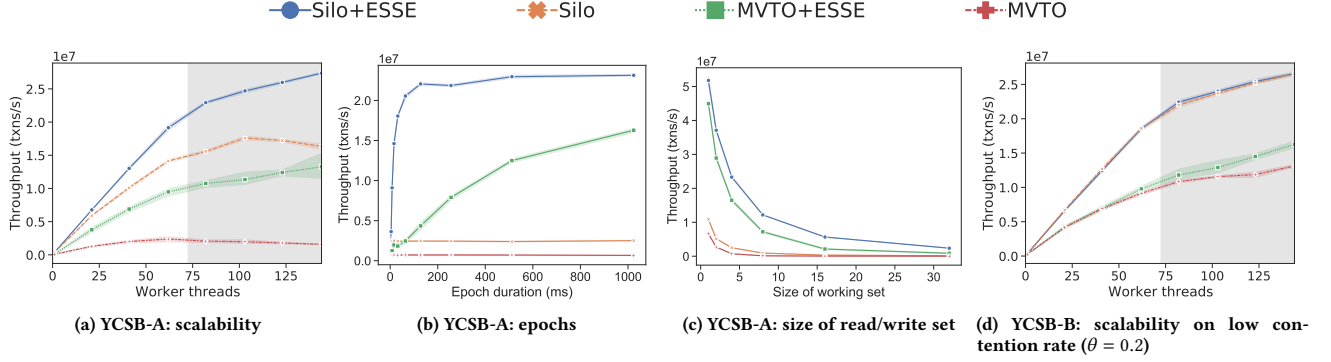 Silo+ESSE Silo MVTO+ESSE MVTO
1e7
2.5
2.0
1.5
1.0
0.5
0.0
Throughput (txns/s)
0 25 50 75 100 125
Worker threads
(a) YCSB-A: scalability
1e7
2.0
1.5
1.0
0.5
0.0
Throughput (txns/s)
0 200 400 600 800 1000
Epoch duration (ms)
(b) YCSB-A: epochs
1e7
5
4
3
2
1
0
Throughput (txns/s)
0 5 10 15 20 25 30
Size of working set
(c) YCSB-A: size of read/write set
1e7
2.5
2.0
1.5
1.0
0.5
0.0
Throughput (txns/s)
0 25 50 75 100 125
Worker threads
(d) YCSB-B: scalability on low con-
tention rate (θ = 0.2)